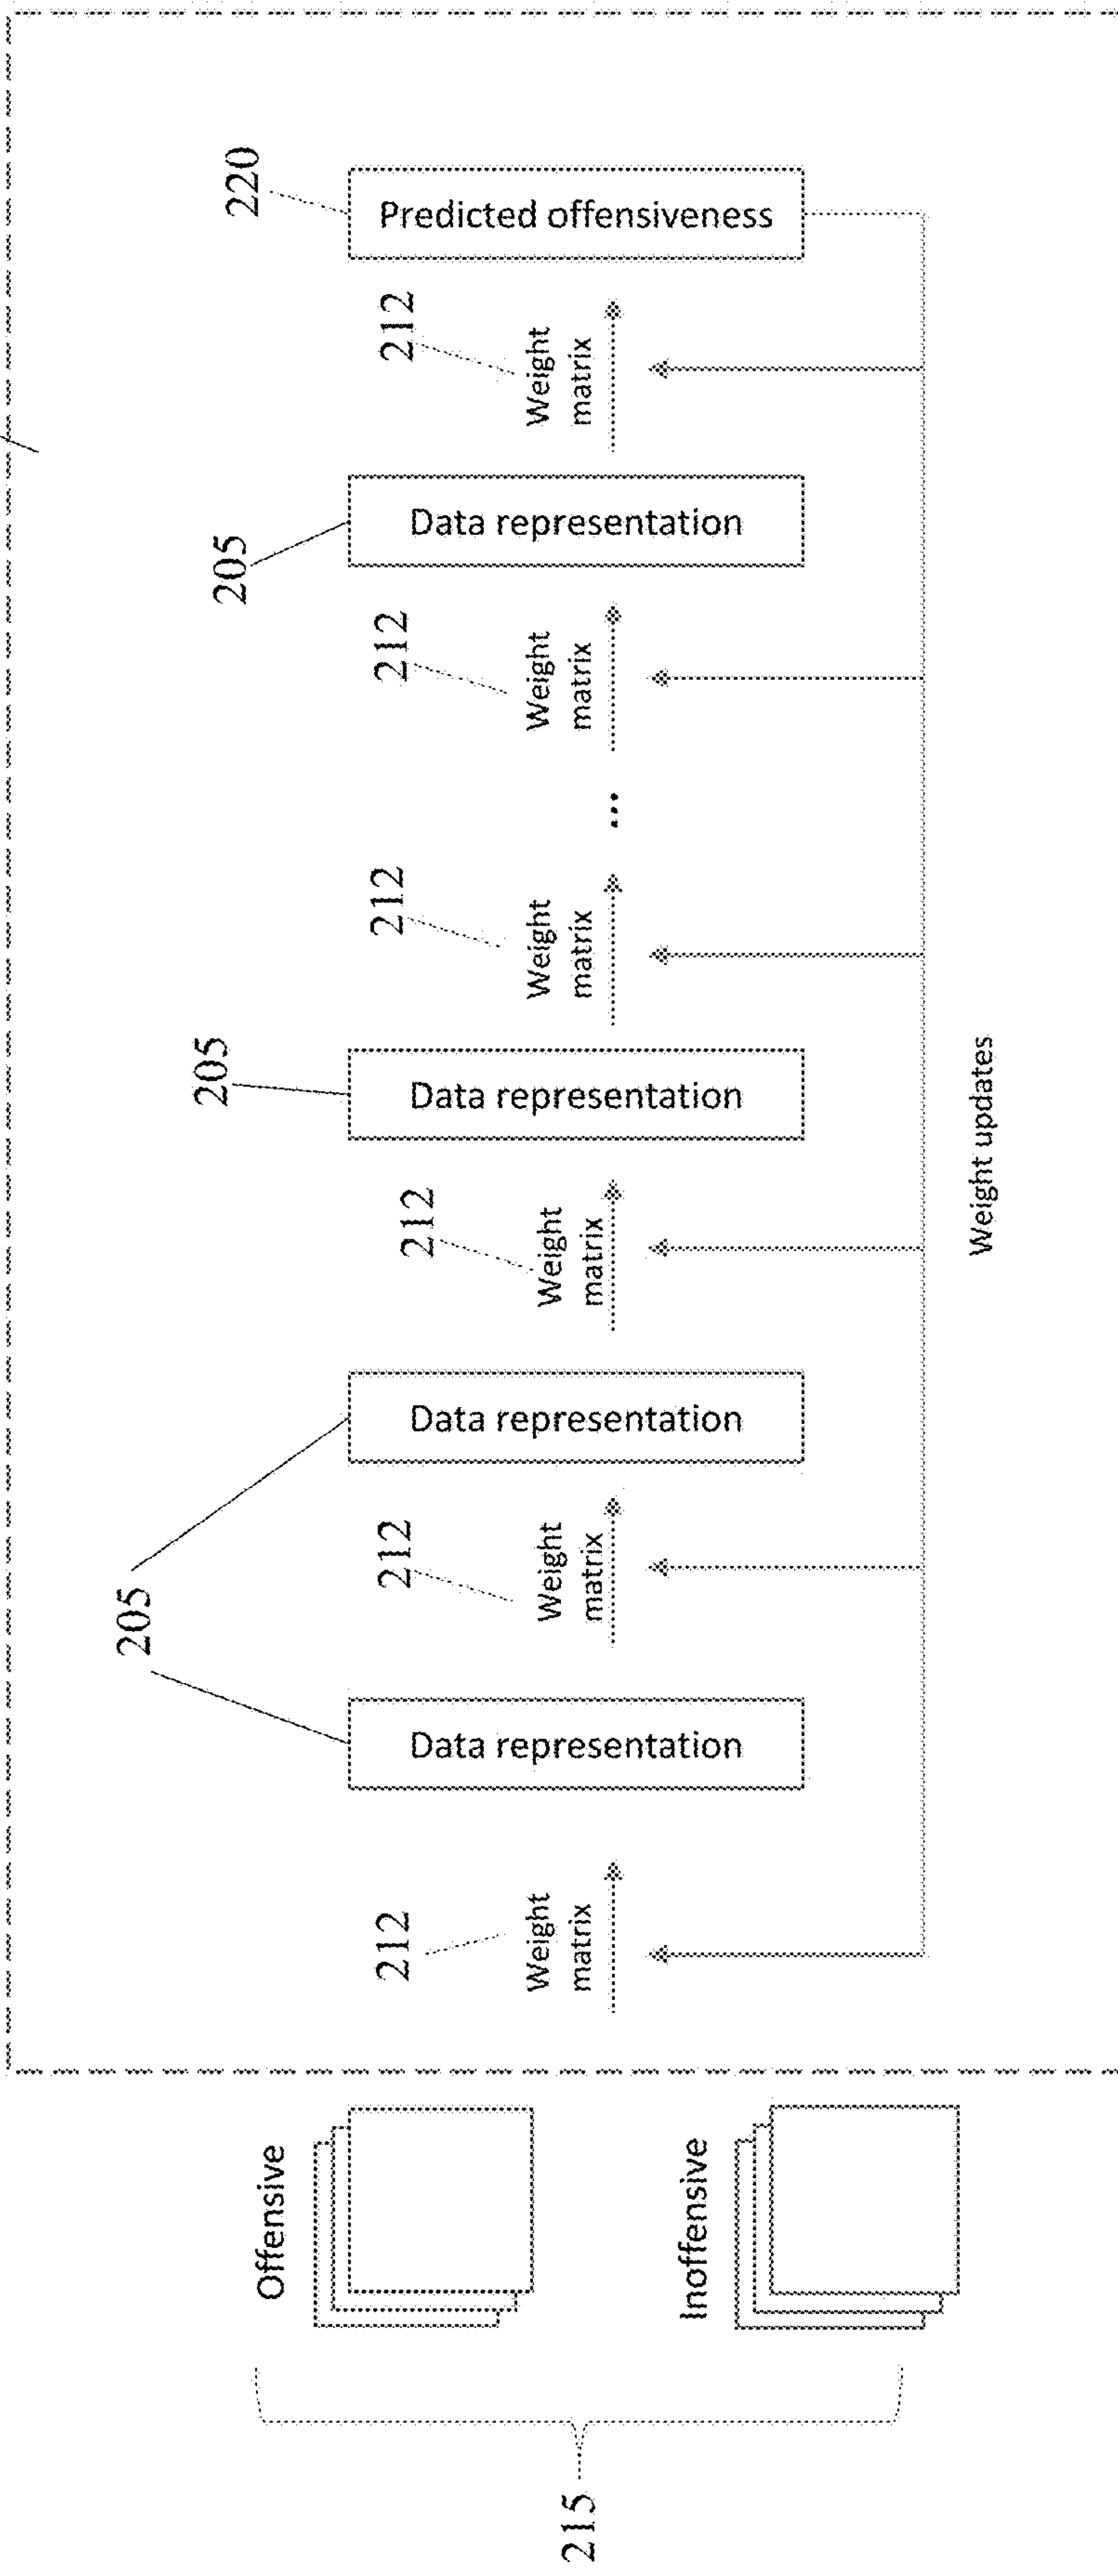 215
Offensive
Inoffensive
212
Weight
matrix
205
Data representation
212
Weight
matrix
Data representation
212
Weight
matrix
205
Data representation
212
Weight
matrix
...
212
Weight
matrix
205
Data representation
212
Weight
matrix
220
Predicted offensiveness
Weight updates